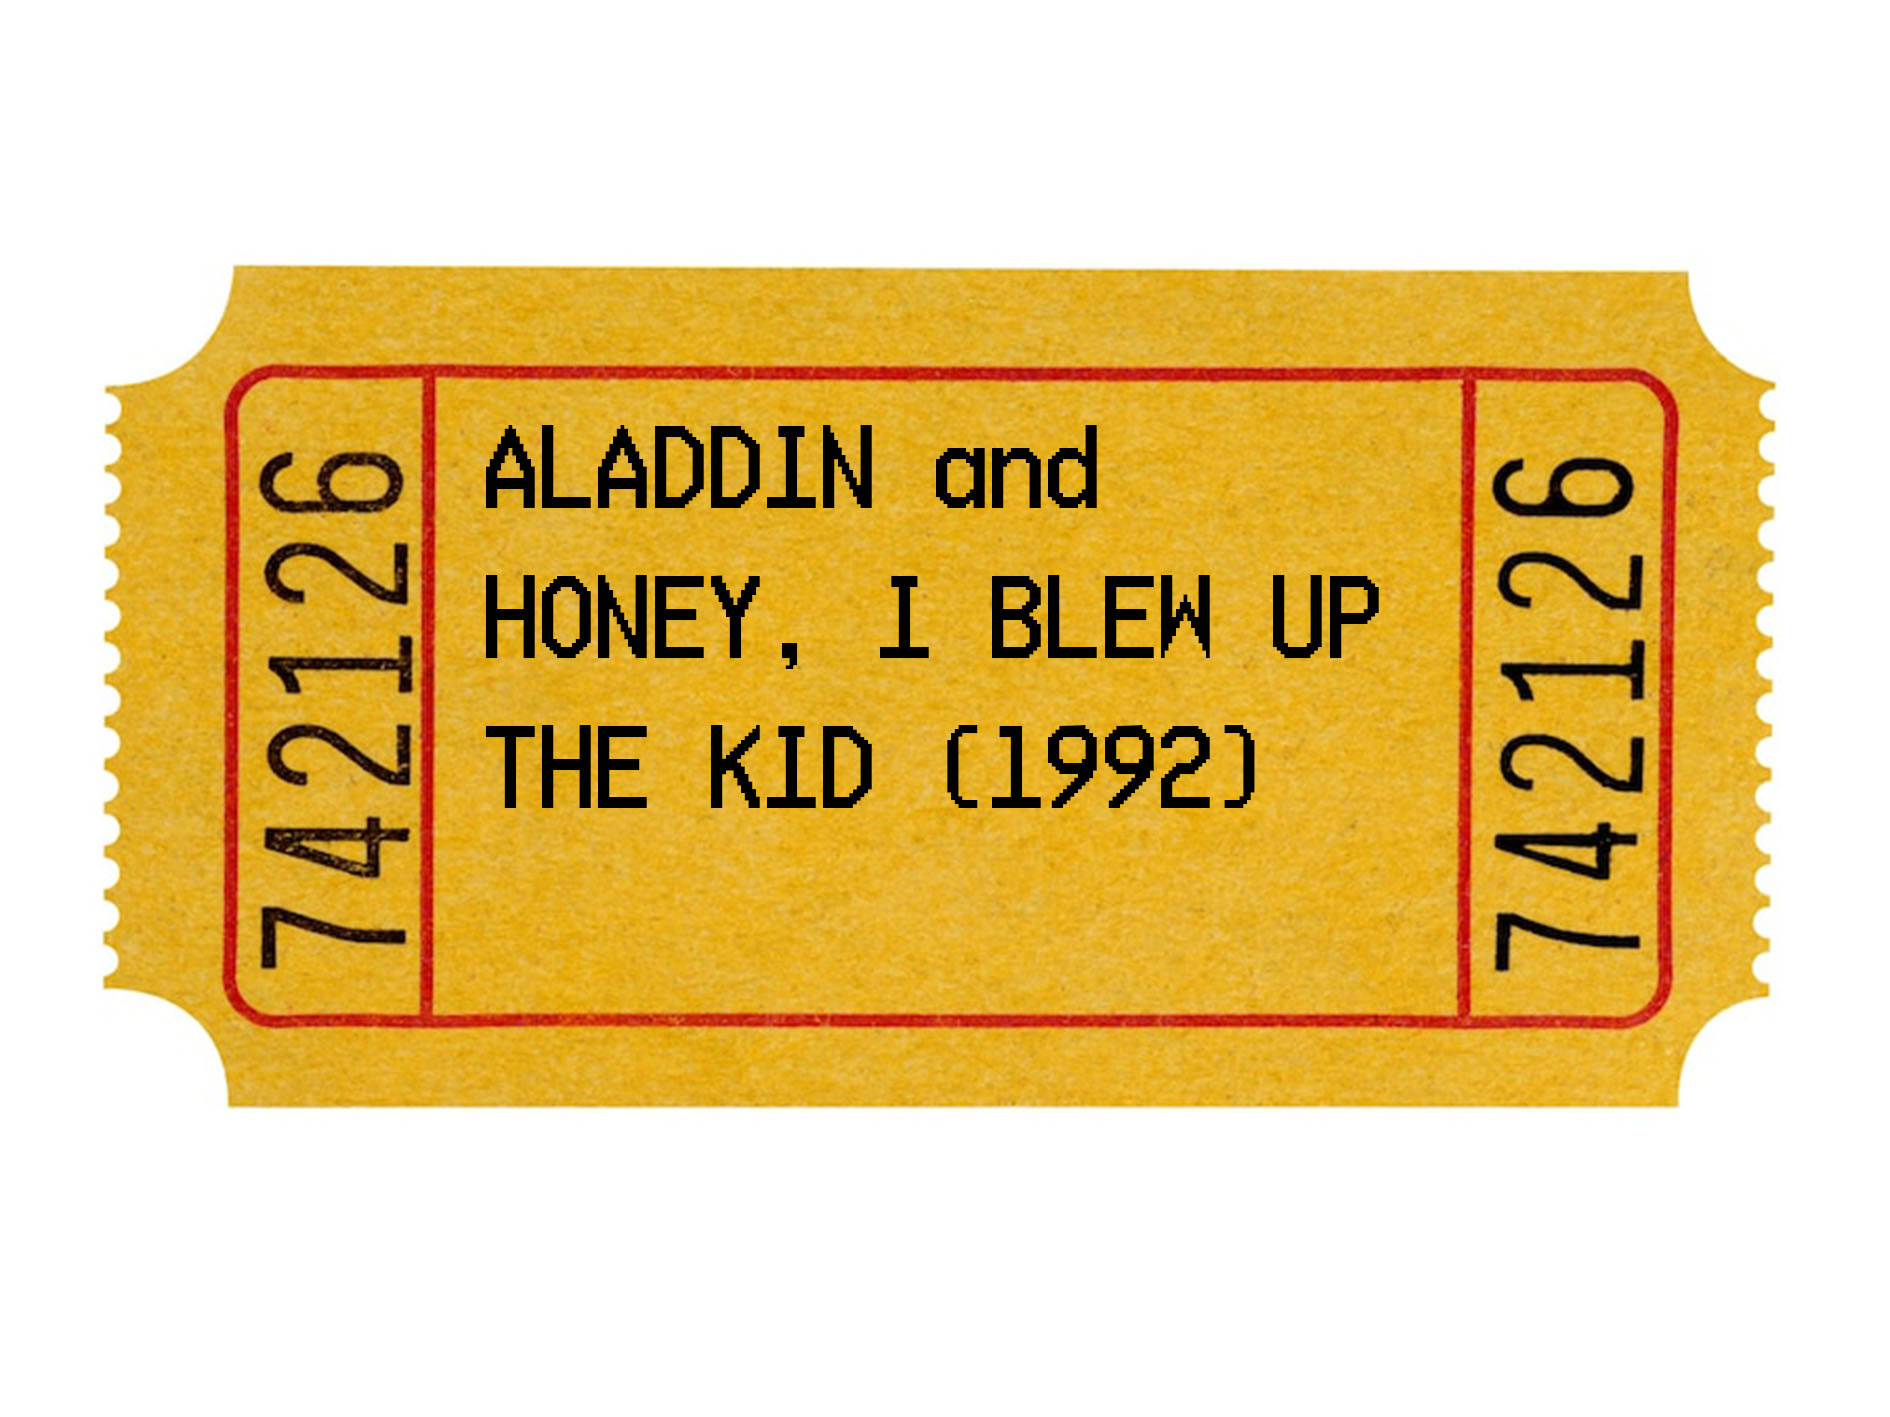 742126
ALADDIN and
HONEY, I BLEW UP
THE KID (1992)
742126